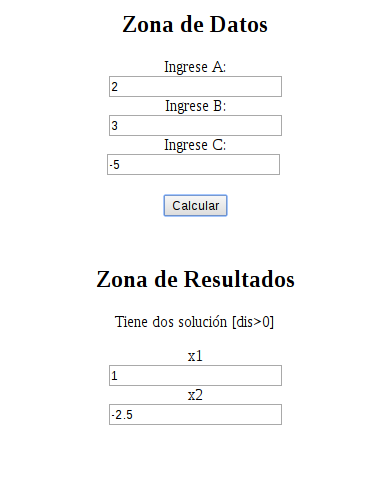 Zona de Datos
Ingrese A:
2
Ingrese B:
3
Ingrese C:
-5
Calcular
Zona de Resultados
Tiene dos solución [dis>0]
x1
1
x2
-2.5